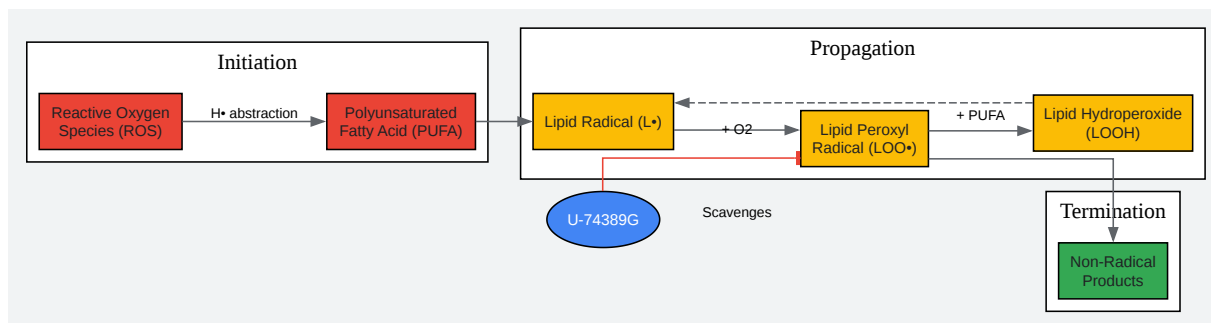 Initiation
Reactive Oxygen
Species (ROS)
H• abstraction
Polyunsaturated
Fatty Acid (PUFA)
Propagation
Lipid Radical (L•)
+ O2
Lipid Peroxyl
Radical (LOO•)
+ PUFA
Lipid Hydroperoxide
(LOOH)
U-74389G
Scavenges
Termination
Non-Radical
Products